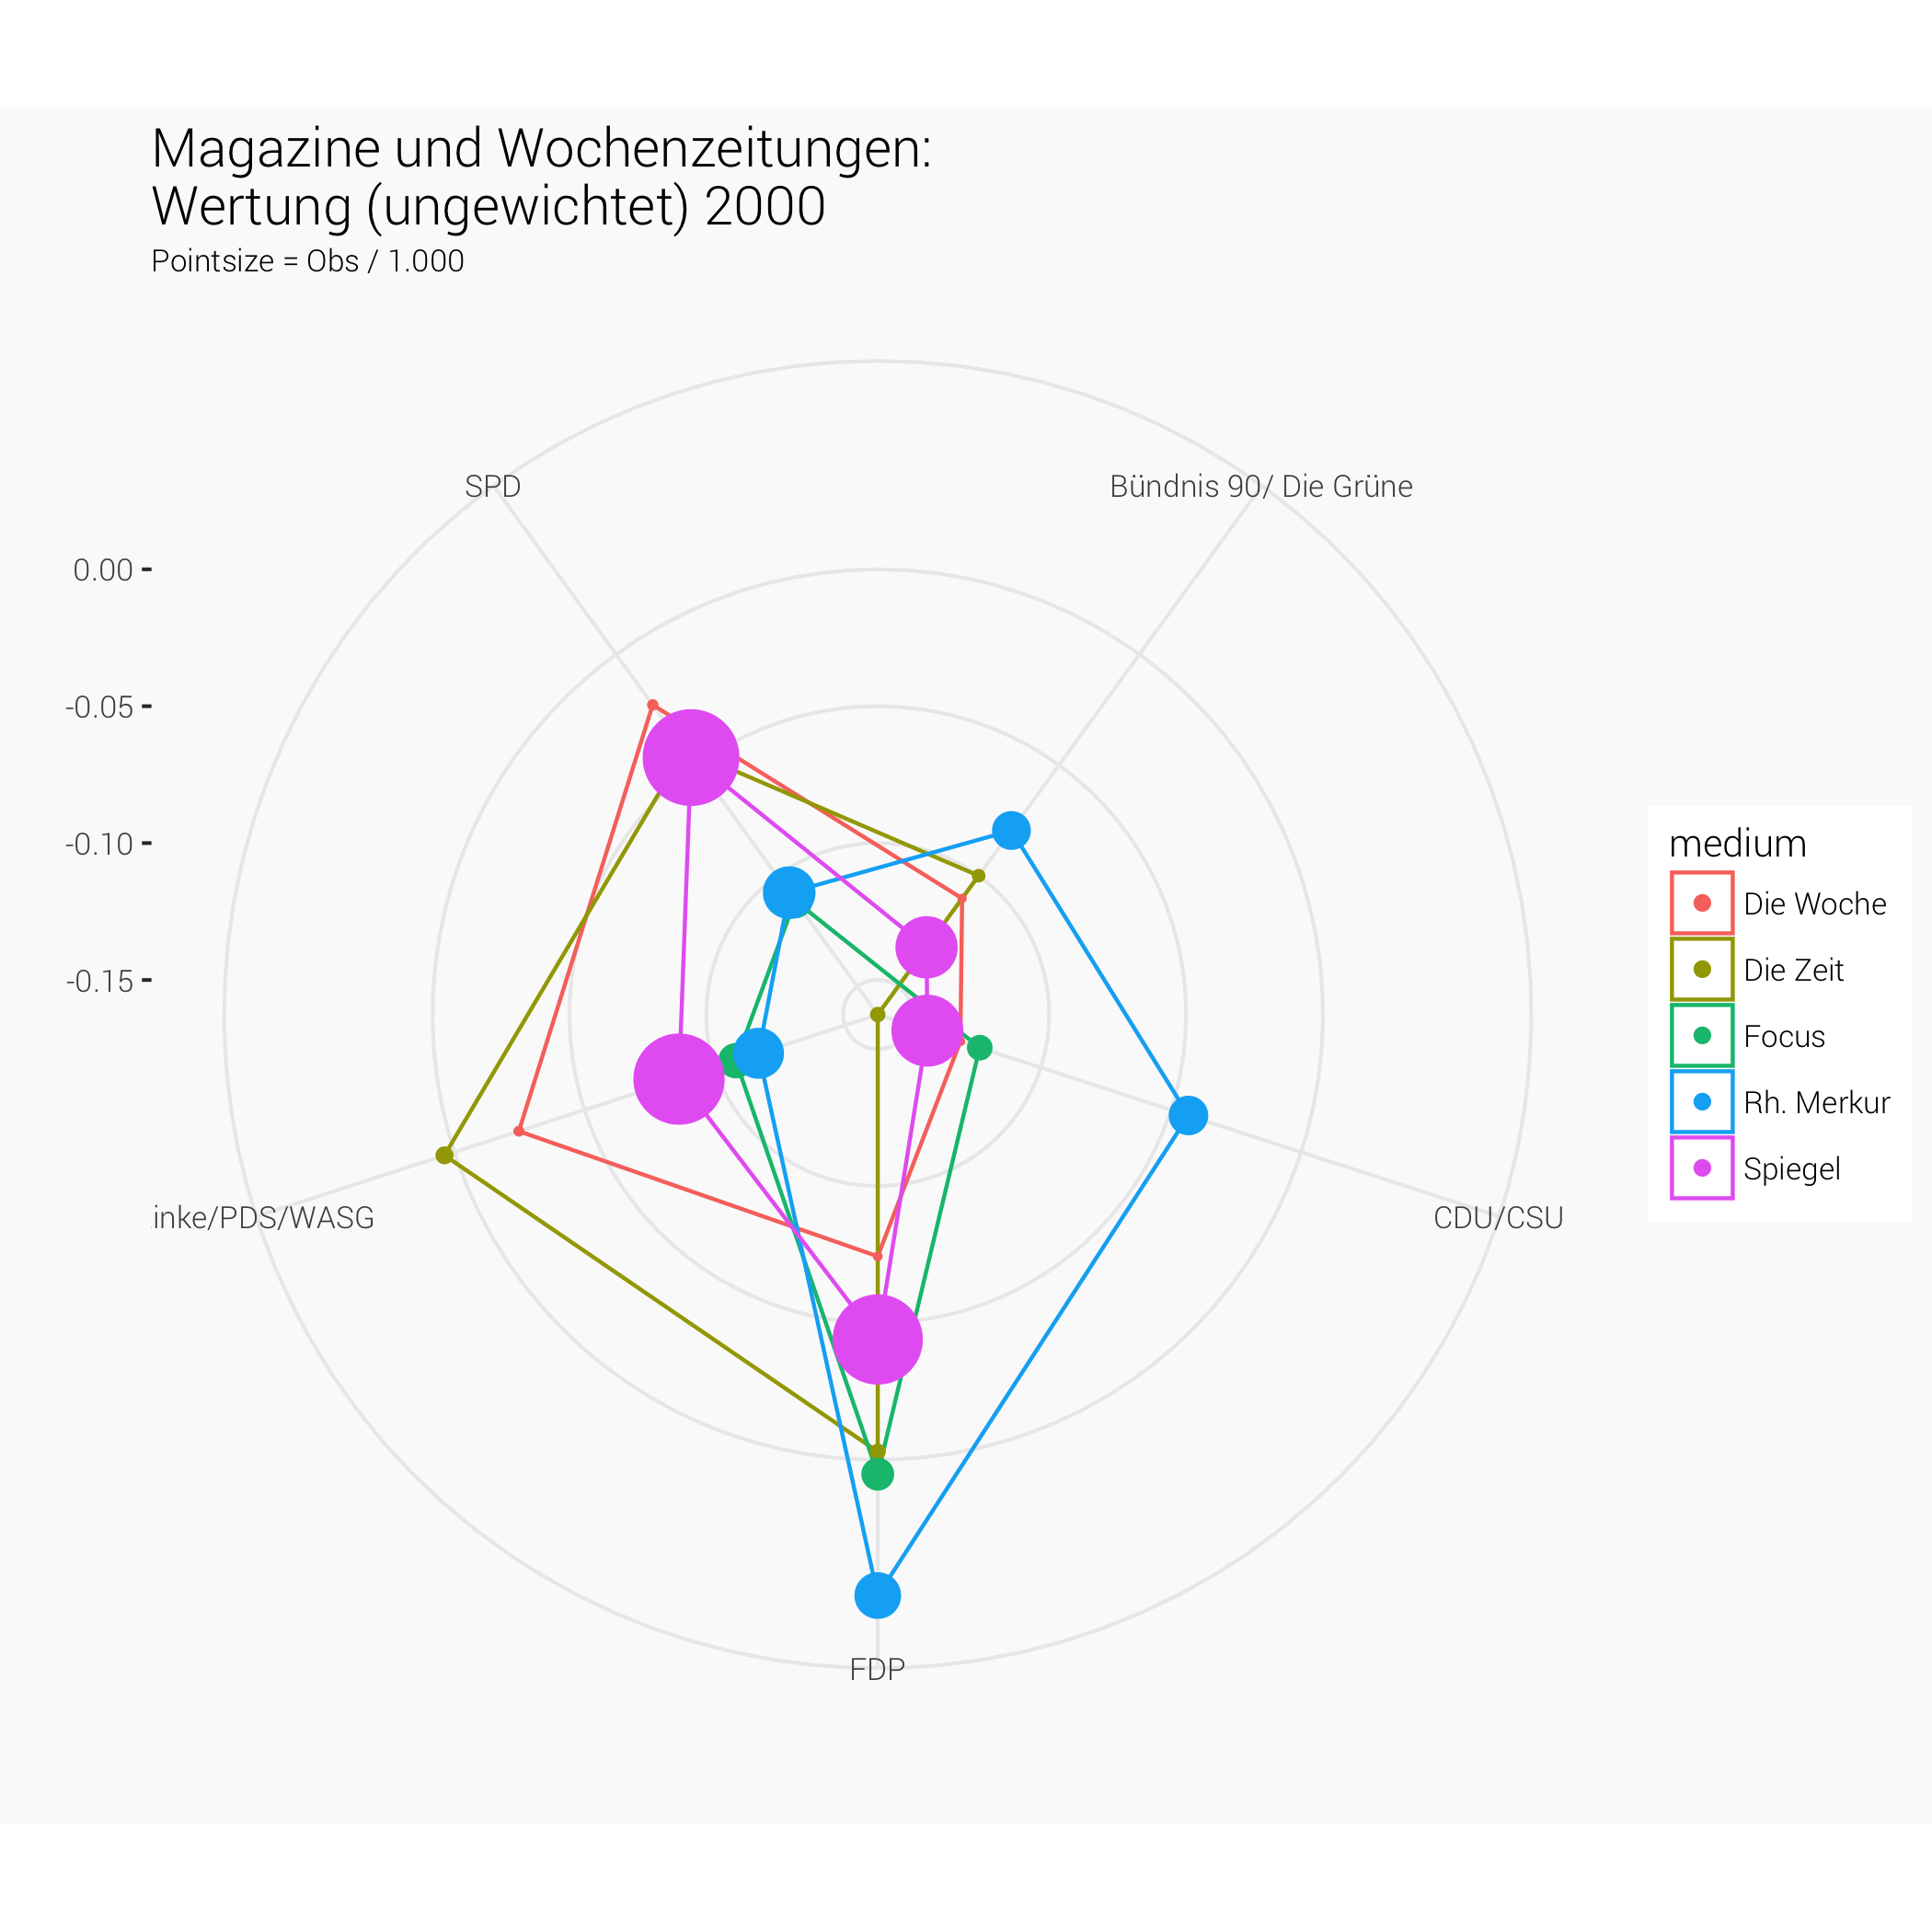 Magazine und Wochenzeitungen:
Wertung (ungewichtet) 2000
Pointsize = Obs / 1.000
SPD
Bündnis 90/ Die Grüne
0.00
-0.05
-0.10
-0.15
inke/PDS/WASG
CDU/CSU
FDP
medium
Die Woche
Die Zeit
Focus
Rh. Merkur
Spiegel